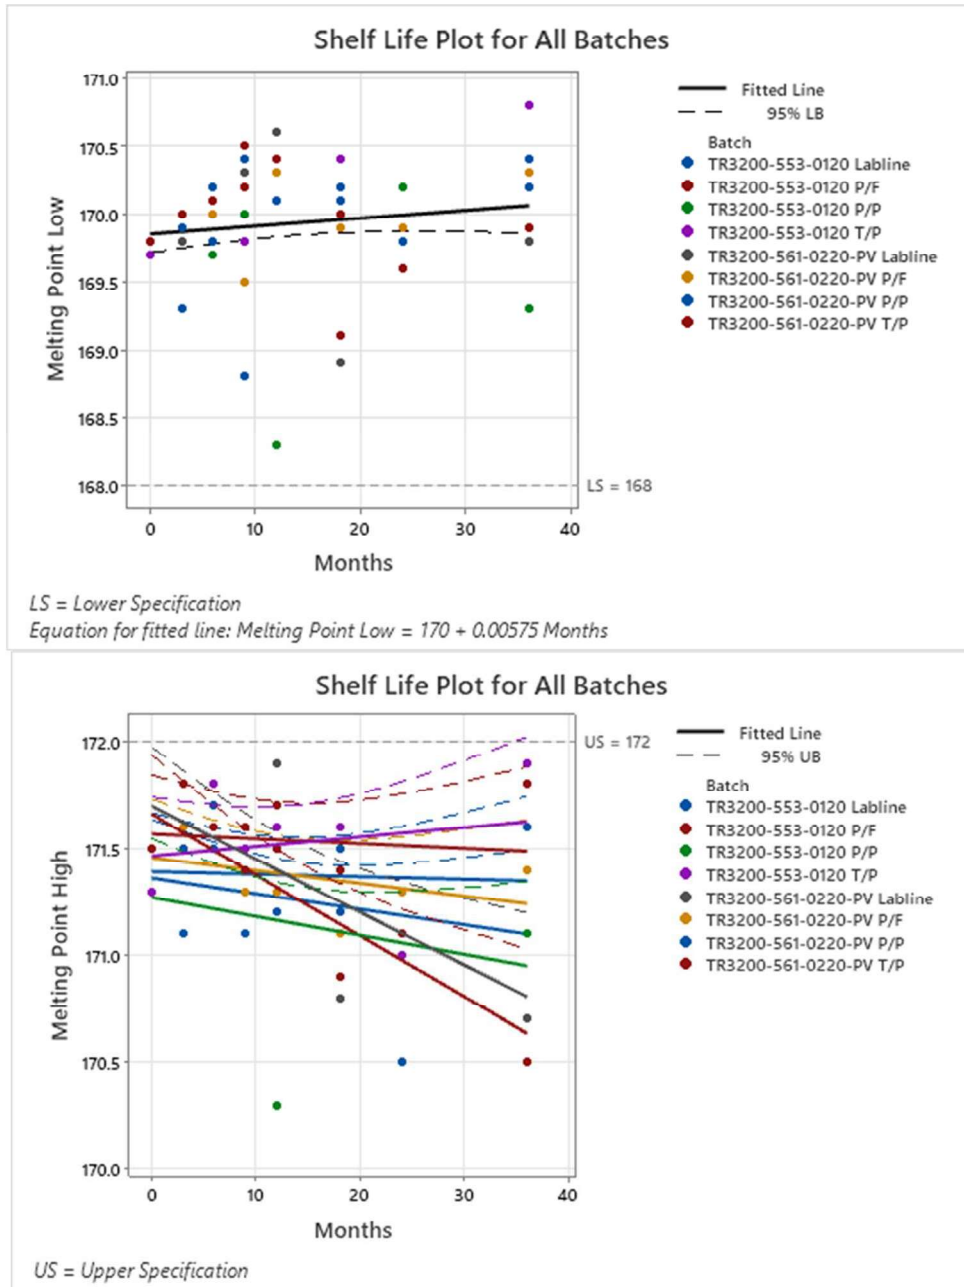 Shelf Life Plot for All Batches
171.0
170.5
170.0
169.5
169.0
168.5
168.0
Melting Point Low
0 10 20 30 40
Months
LS = 168
Fitted Line
95% LB
Batch
TR3200-553-0120 Labline
TR3200-553-0120 P/F
TR3200-553-0120 P/P
TR3200-553-0120 T/P
TR3200-561-0220-PV Labline
TR3200-561-0220-PV P/F
TR3200-561-0220-PV P/P
TR3200-561-0220-PV T/P
LS = Lower Specification
Equation for fitted line: Melting Point Low = 170 + 0.00575 Months
Shelf Life Plot for All Batches
172.0
171.5
171.0
170.5
170.0
Melting Point High
0 10 20 30 40
Months
US = 172
Fitted Line
95% UB
Batch
TR3200-553-0120 Labline
TR3200-553-0120 P/F
TR3200-553-0120 P/P
TR3200-553-0120 T/P
TR3200-561-0220-PV Labline
TR3200-561-0220-PV P/F
TR3200-561-0220-PV P/P
TR3200-561-0220-PV T/P
US = Upper Specification